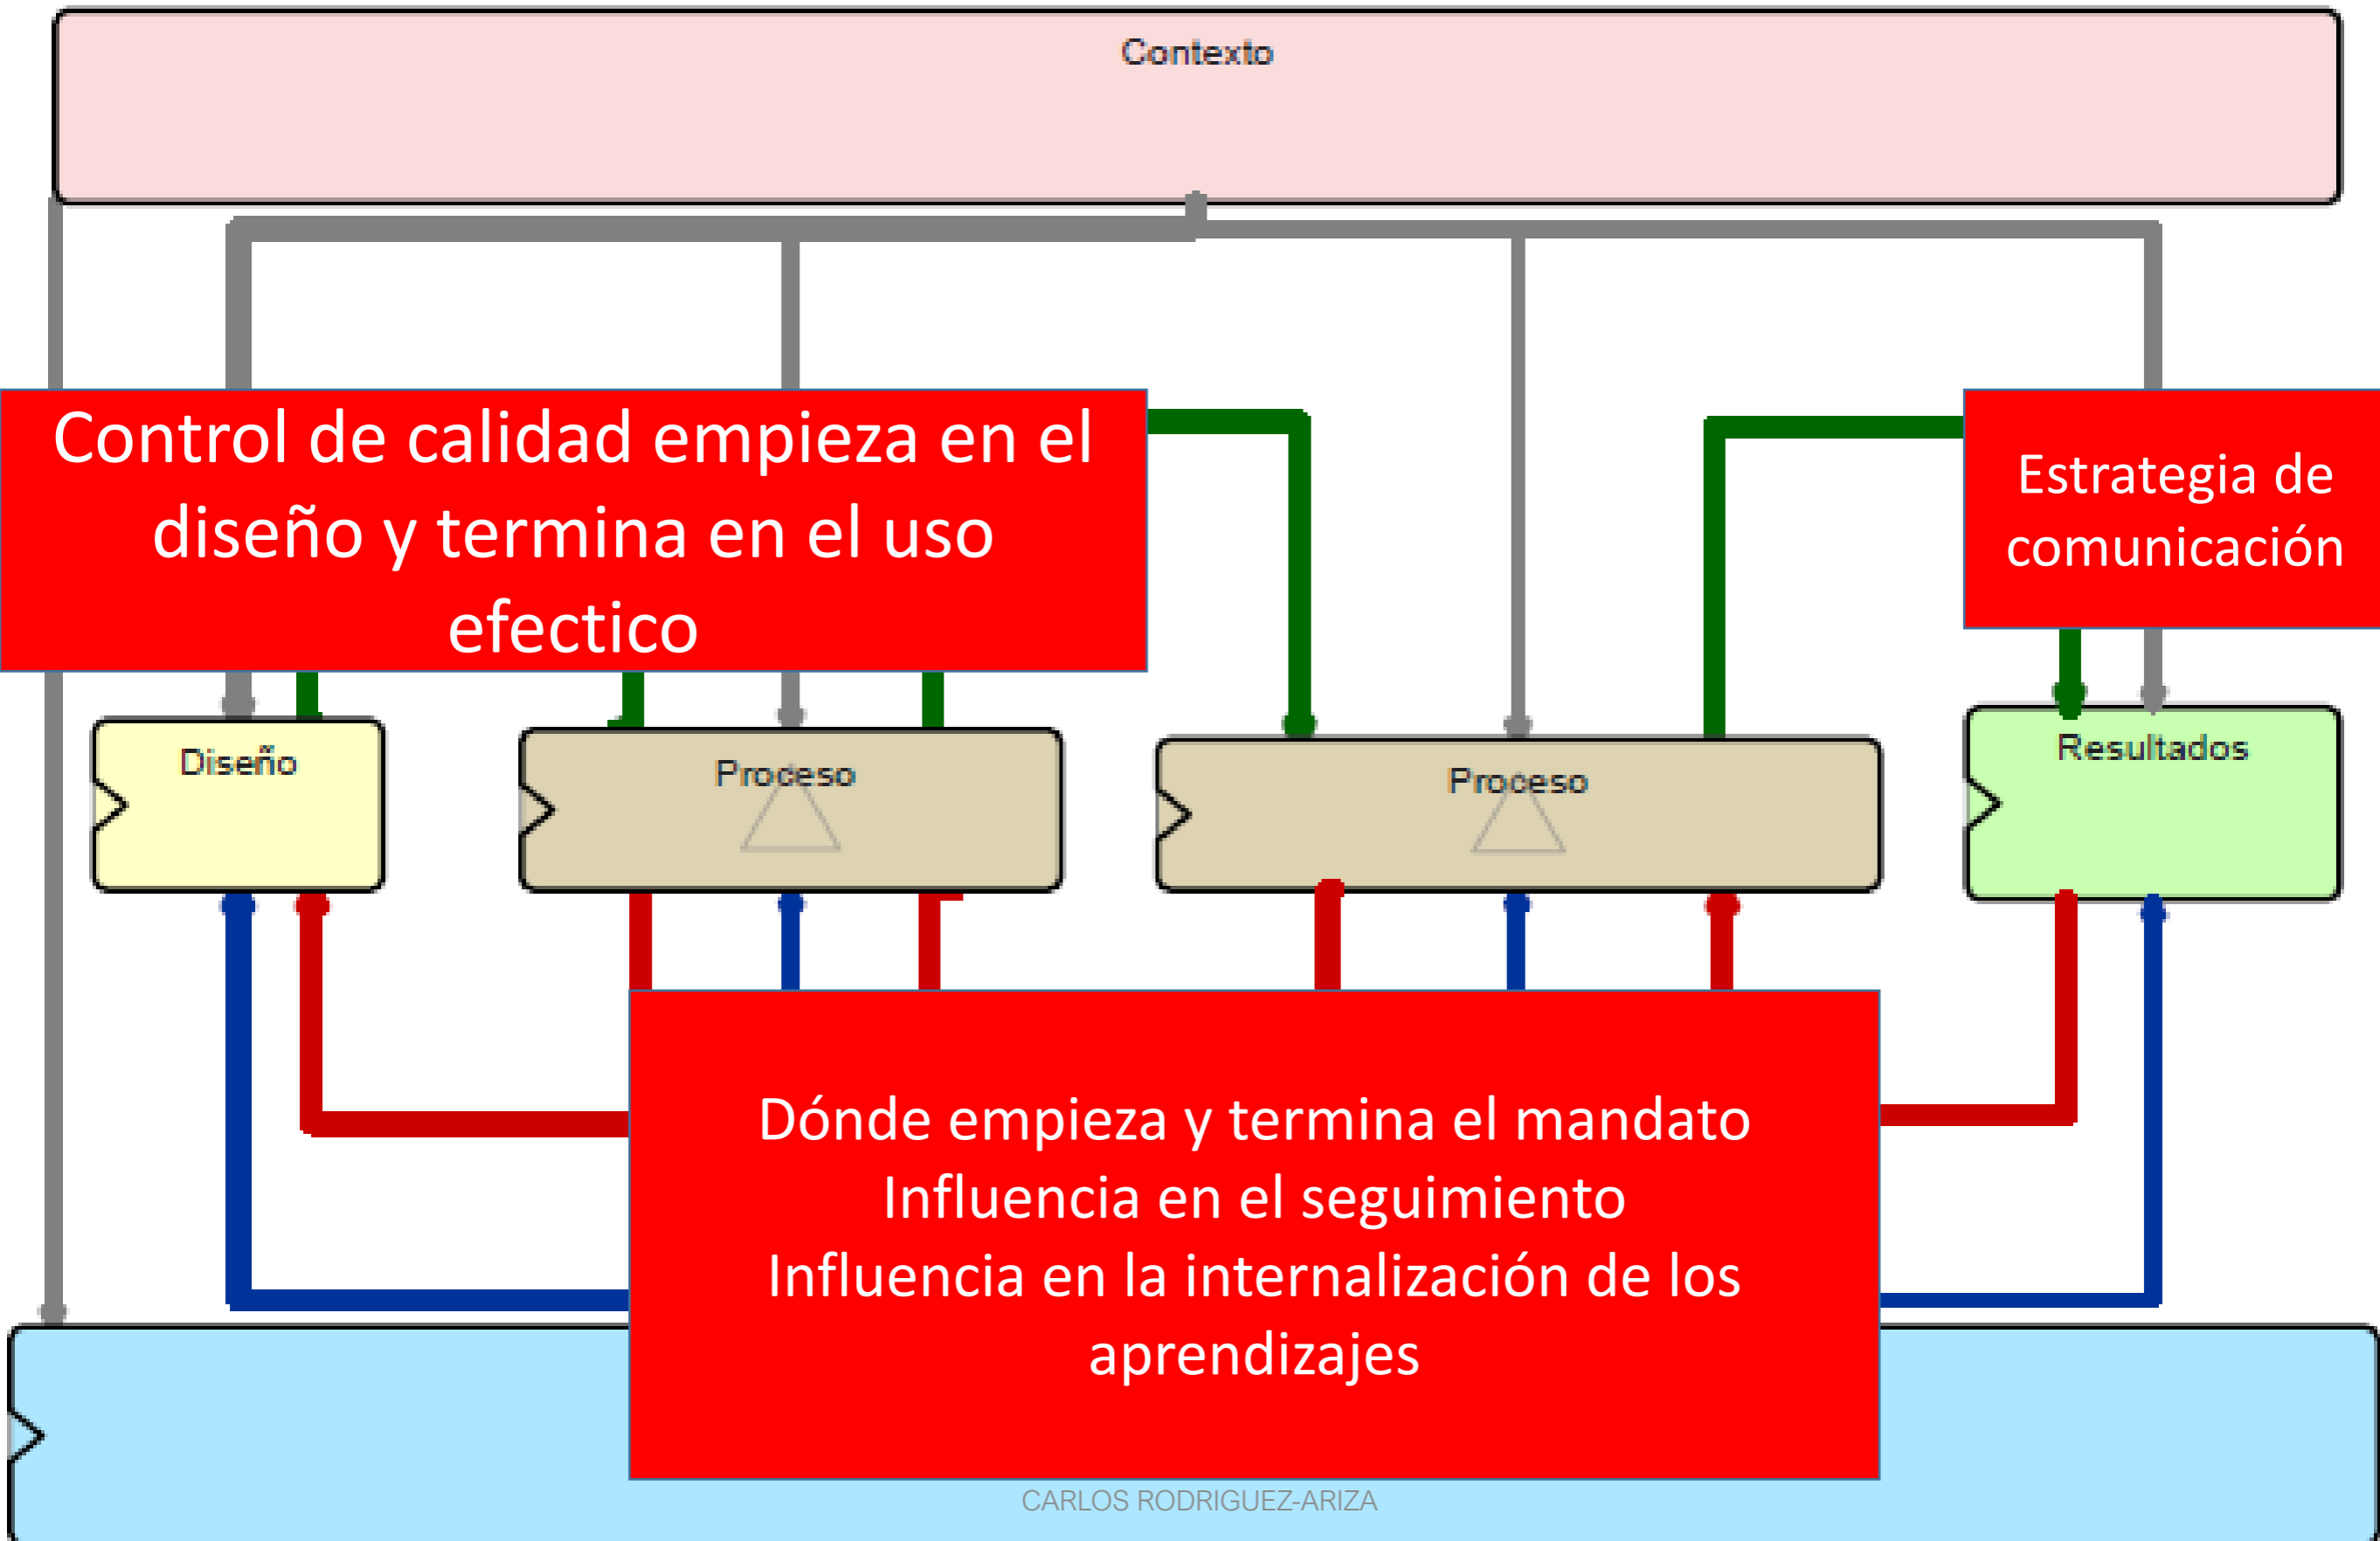 Contexto
Control de calidad empieza en el
diseño y termina en el uso
efectico
Estrategia de
comunicación
Diseño
Proceso
Proceso
Resultados
Dónde empieza y termina el mandato
Influencia en el seguimiento
Influencia en la internalización de los
aprendizajes
CARLOS RODRIGUEZ-ARIZA